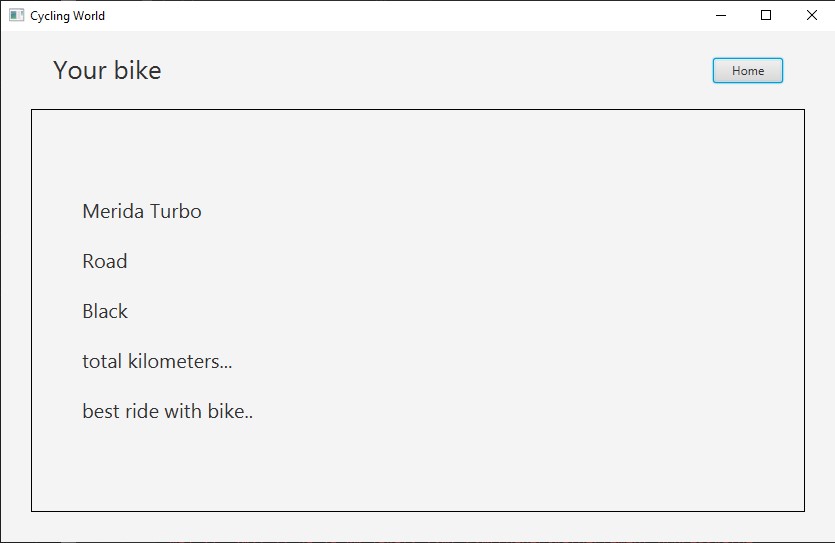 Cycling World
Your bike
Home
Merida Turbo
Road
Black
total kilometers...
best ride with bike..